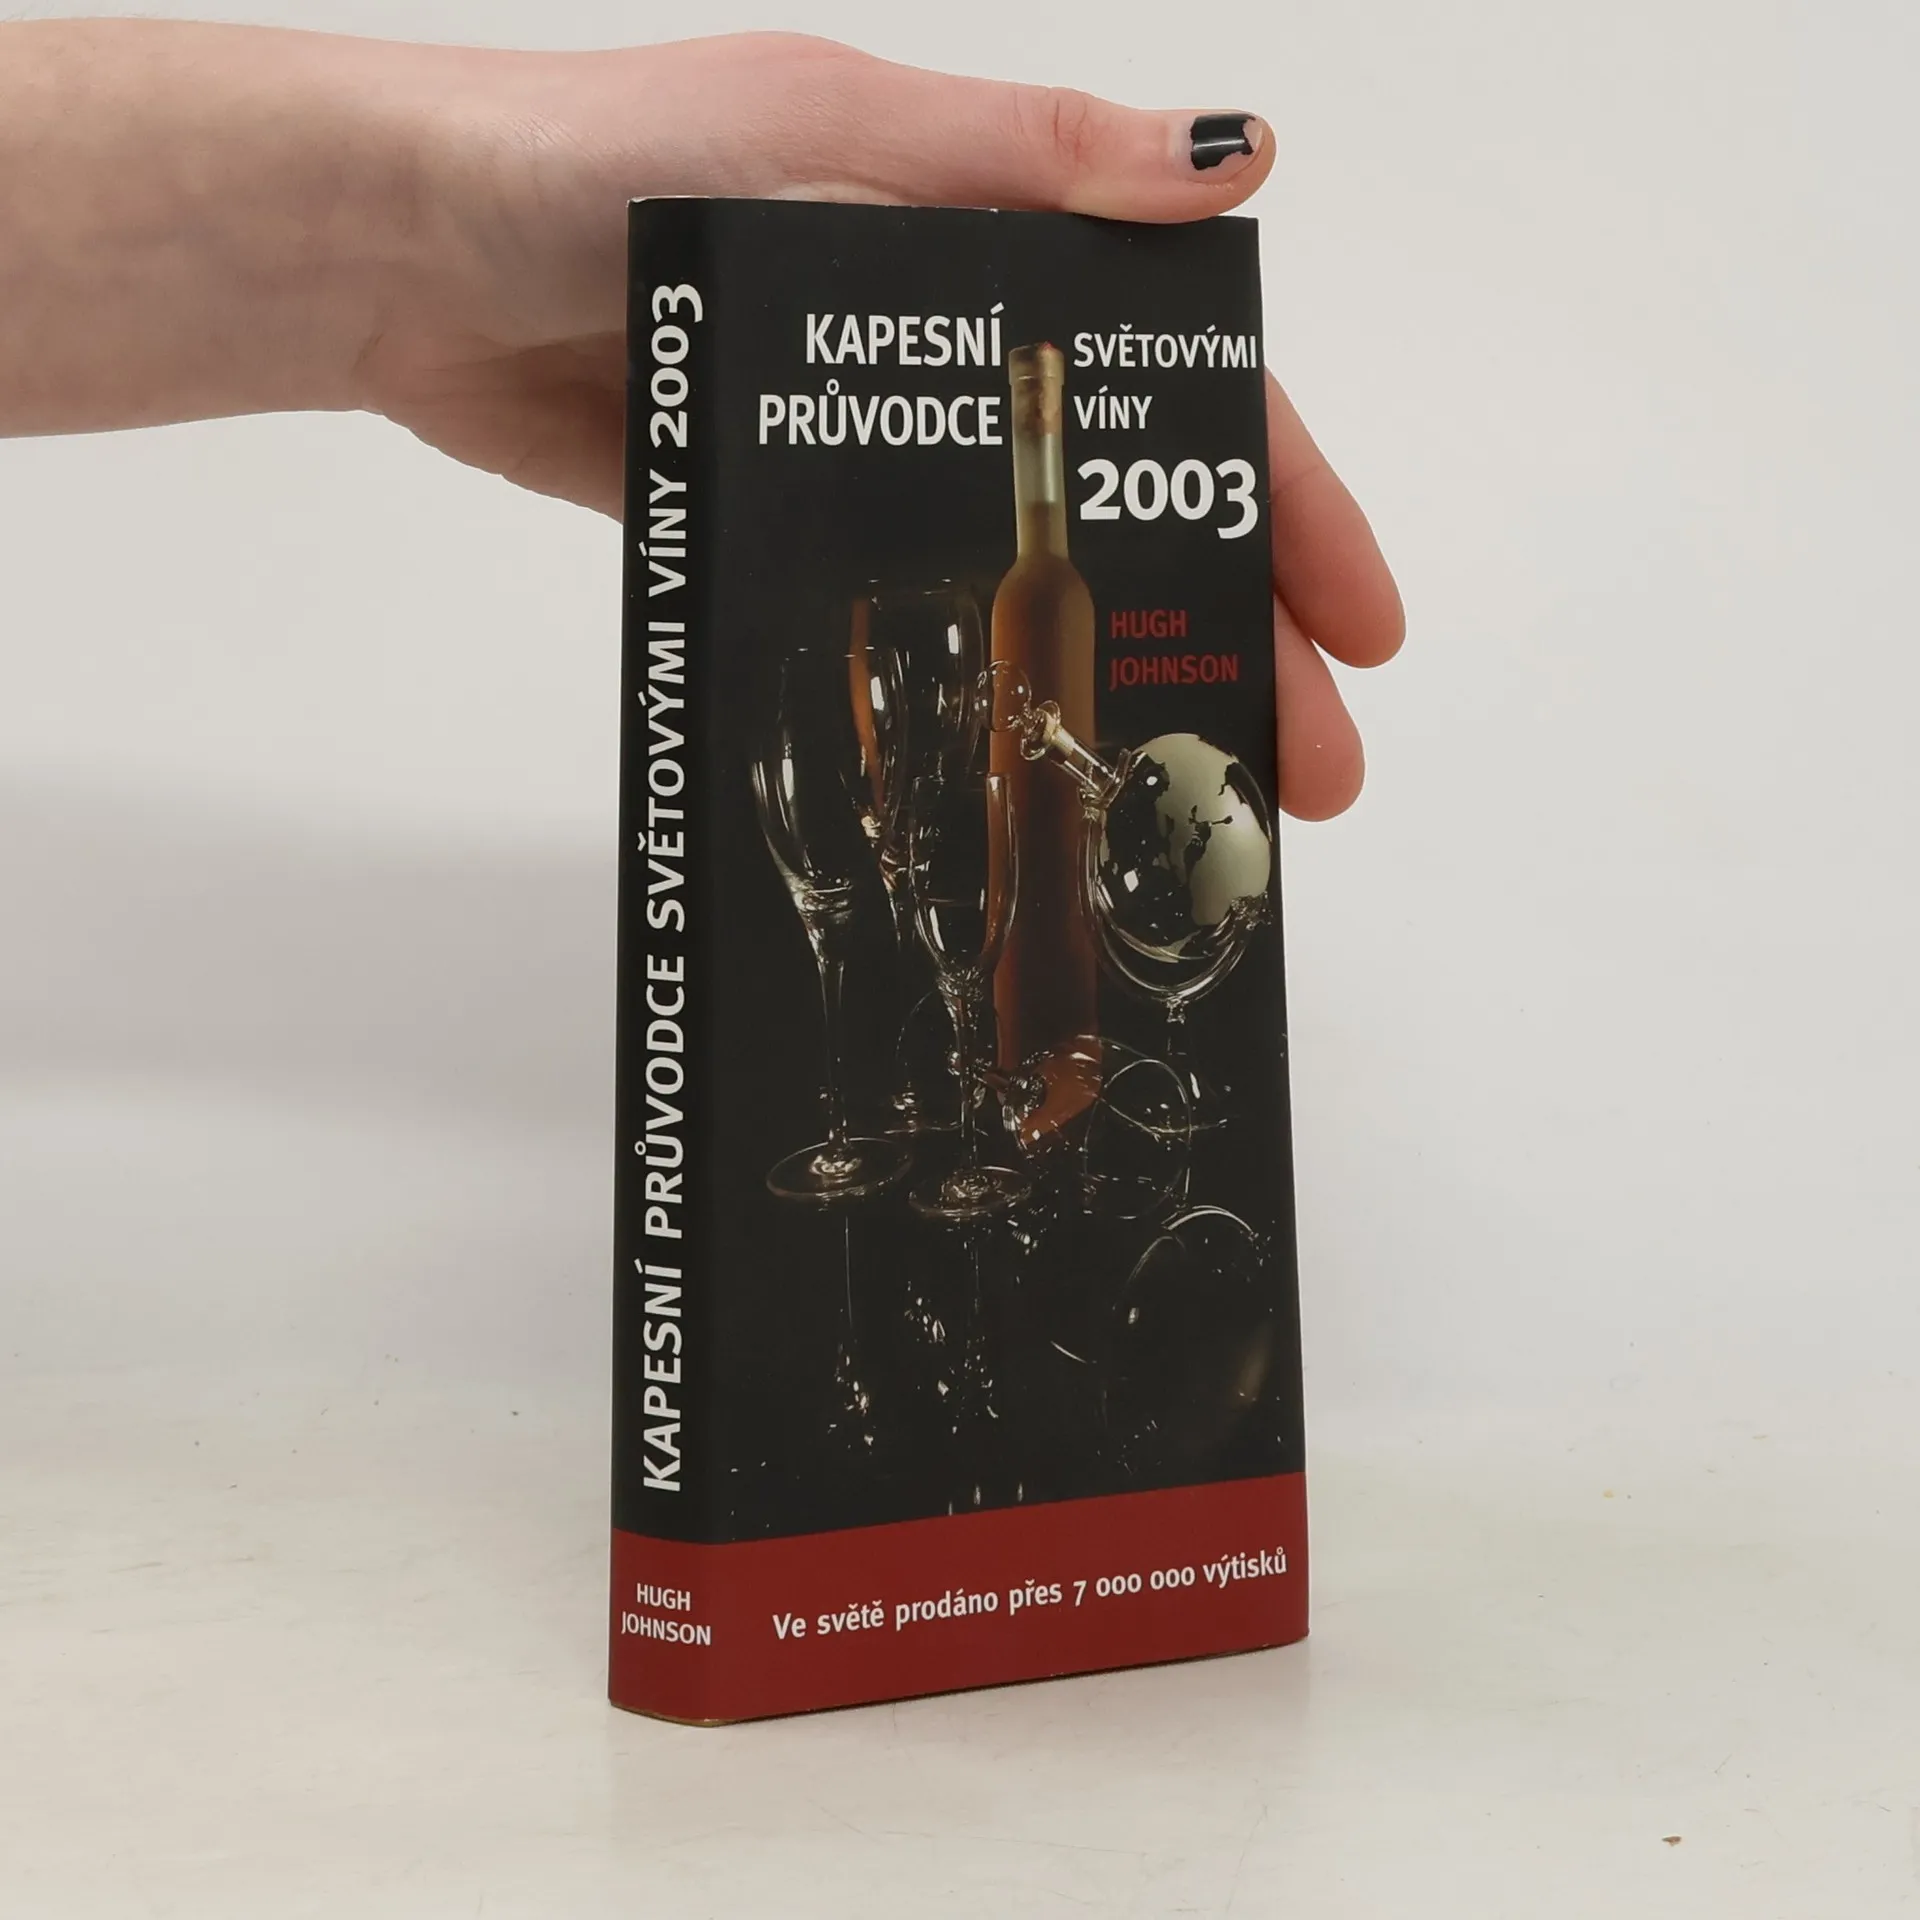 KAPESNÍ PRŮVODCE SVĚTOVÝMI VÍNY 2003
HUGH
JOHNSON
KAPESNÍ
PRŮVODCE
SVĚTOVÝMI
VÍNY
2003
HUGH
JOHNSON
Ve světě prodáno přes 7 000 000 výtisků